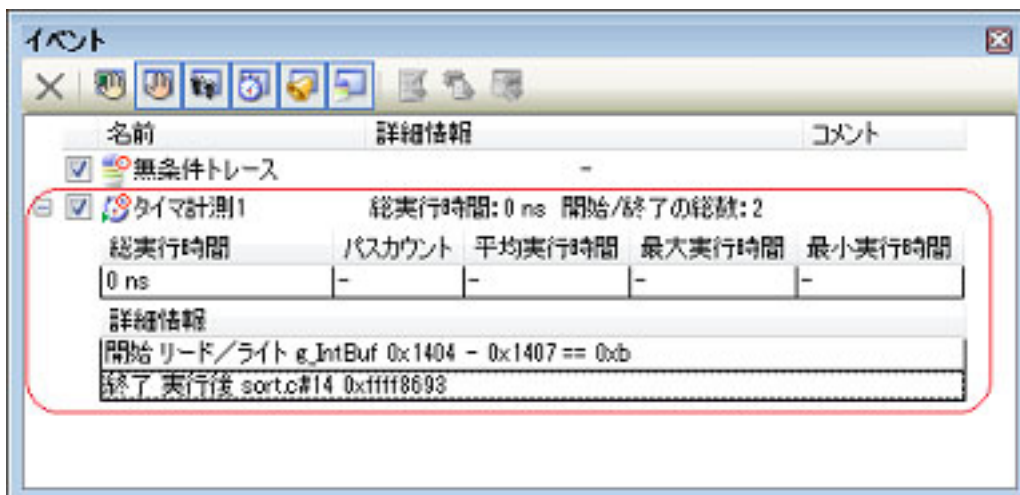 イベント
名前 詳細情報 コメント
無条件トレース -
タイマ計測1 総実行時間: 0 ns 開始/終了の総数: 2
総実行時間 パスカウント 平均実行時間 最大実行時間 最小実行時間
0 ns - - - -
詳細情報
開始 リード/ライト g_IntBuf 0x1404 - 0x1407 == 0xb
終了 実行後 sort.c#14 0xffff8693